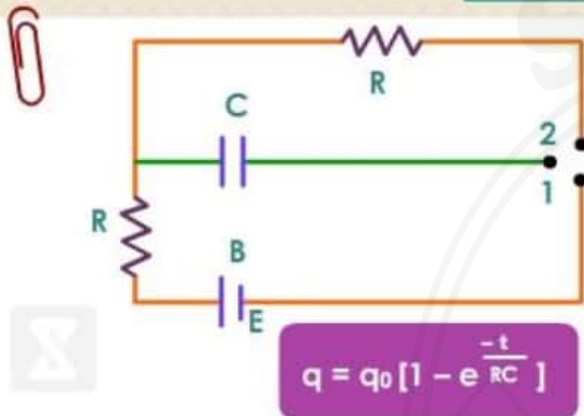 R
C
2
1
R
B
E
q = q₀ [1 – e^(–t/RC) ]